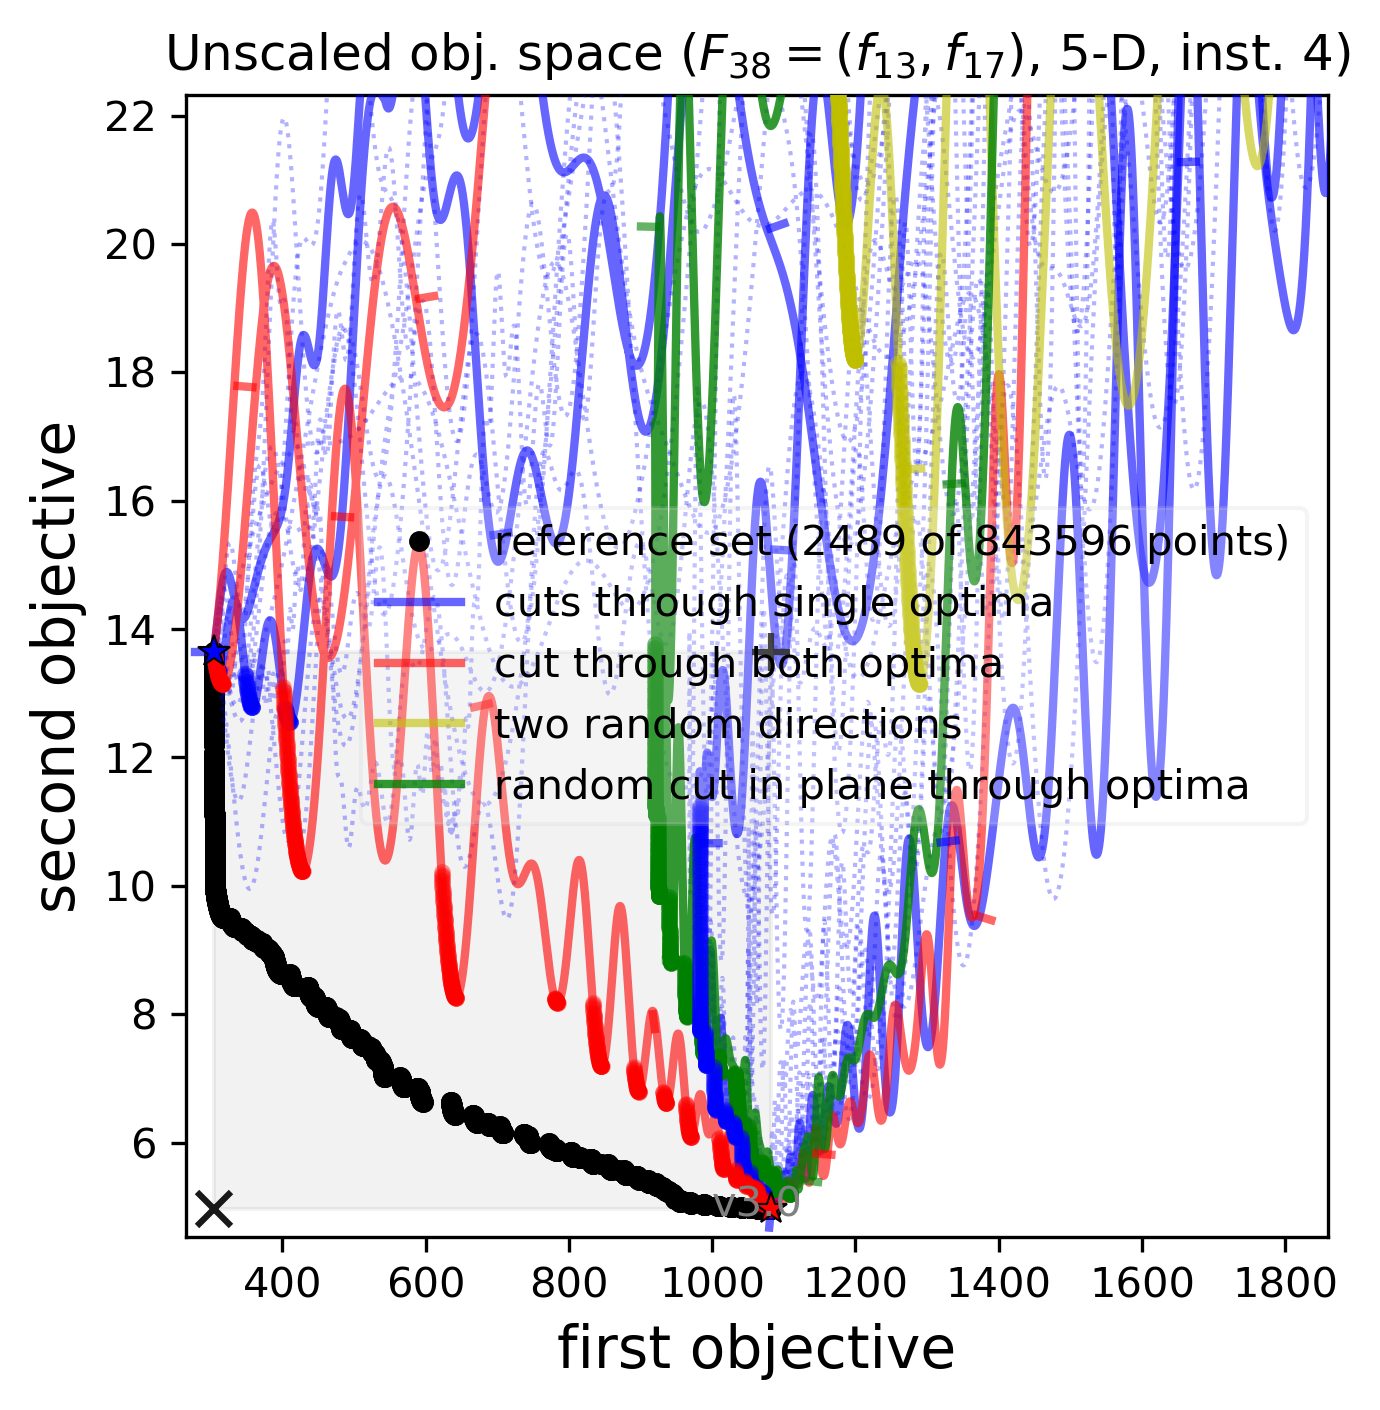 Unscaled obj. space (F₃₈ = (f₁₃, f₁₇), 5-D, inst. 4)
22
20
18
16
14
12
10
8
6
second objective
reference set (2489 of 843596 points)
cuts through single optima
cut through both optima
two random directions
random cut in plane through optima
v3.0
400 600 800 1000 1200 1400 1600 1800
first objective